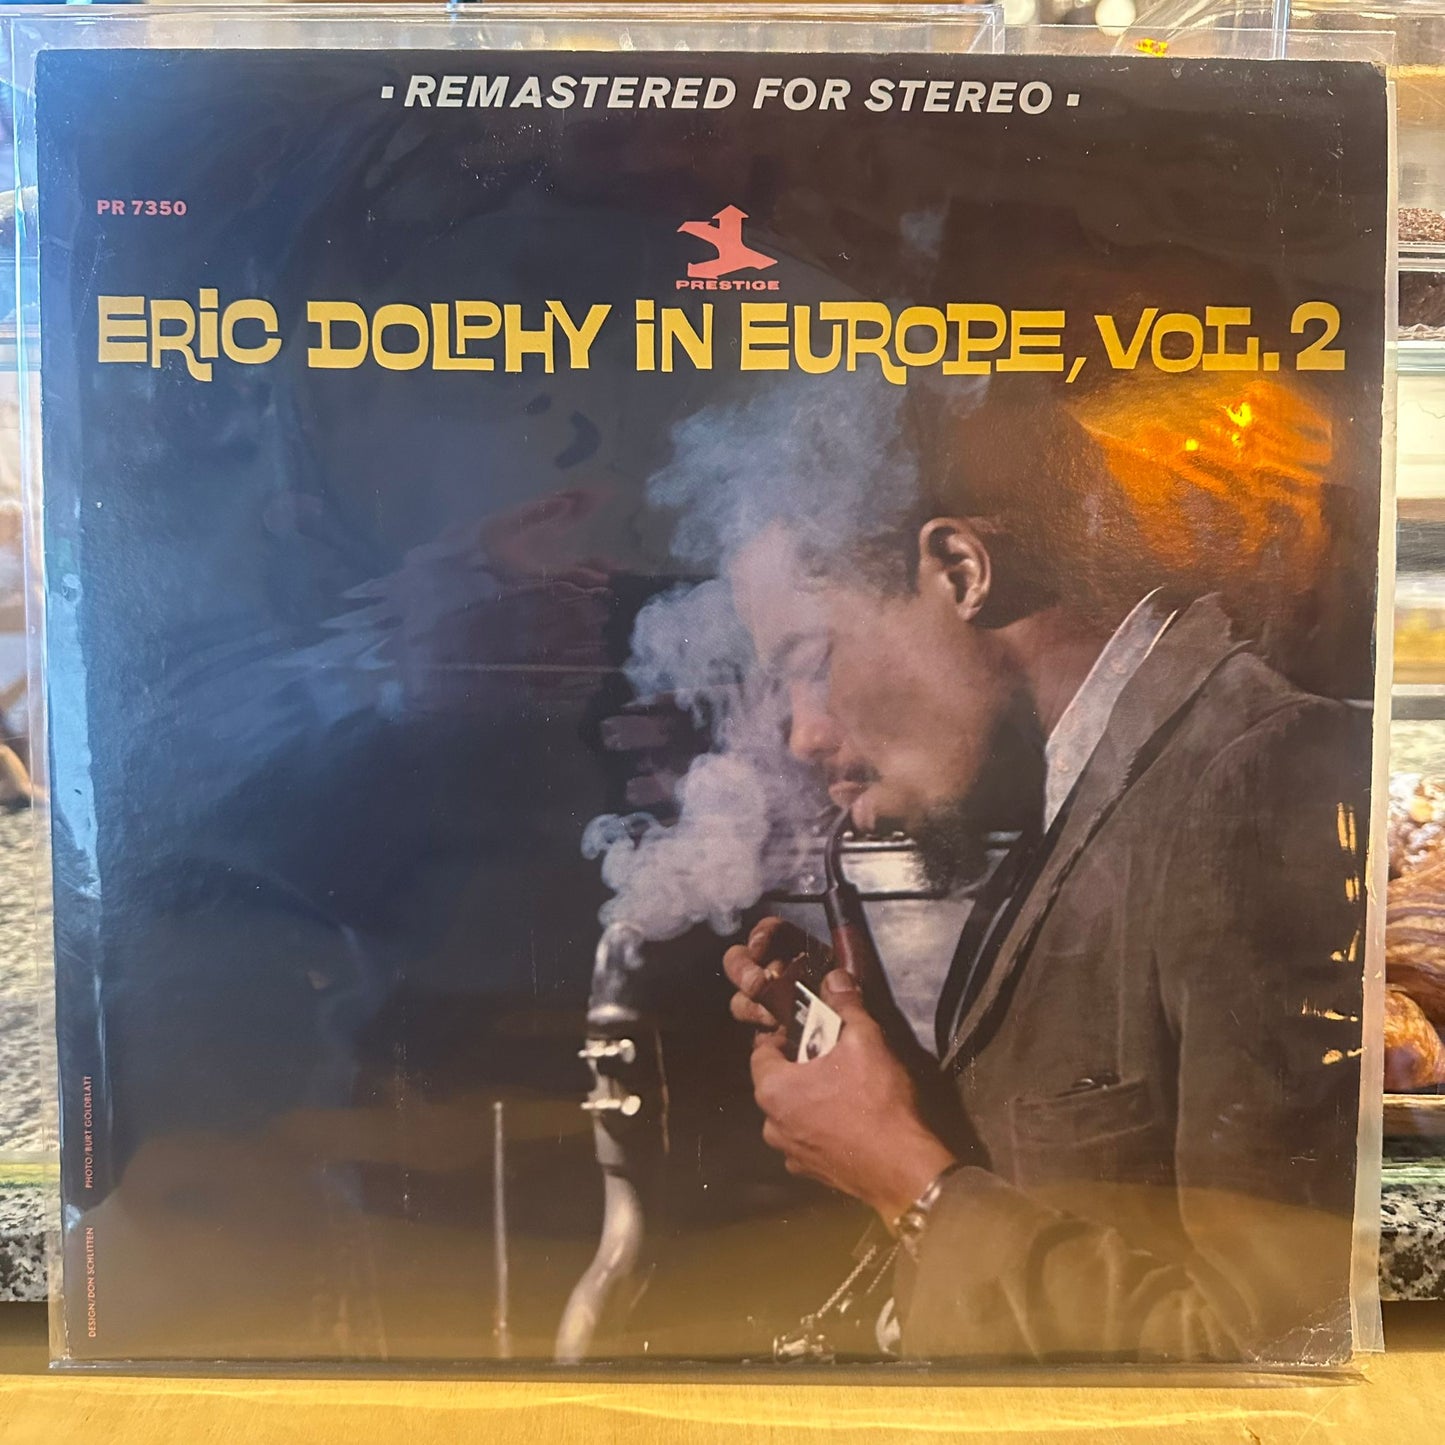 ▪ REMASTERED FOR STEREO ▪
PR 7350
PRESTIGE
ERIC DOLPHY IN EUROPE, VOL. 2
PHOTO/BURT GOLDBLATT
DESIGN/DON SCHLITTEN